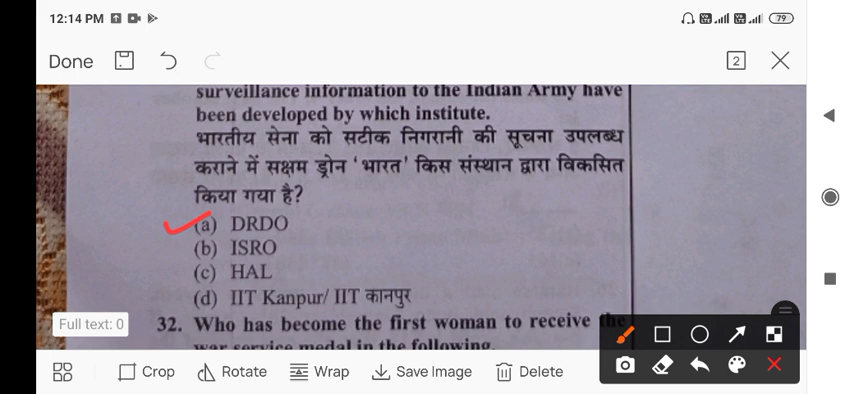 12:14 PM
79
Done
2
surveillance information to the Indian Army have
been developed by which institute.
भारतीय सेना को सटीक निगरानी की सूचना उपलब्ध
कराने में सक्षम ड्रोन 'भारत' किस संस्थान द्वारा विकसित
किया गया है?
(a) DRDO
(b) ISRO
(c) HAL
(d) IIT Kanpur/ IIT कानपुर
Full text: 0
32. Who has become the first woman to receive the
war service medal in the following.
Crop
Rotate
Wrap
Save Image
Delete